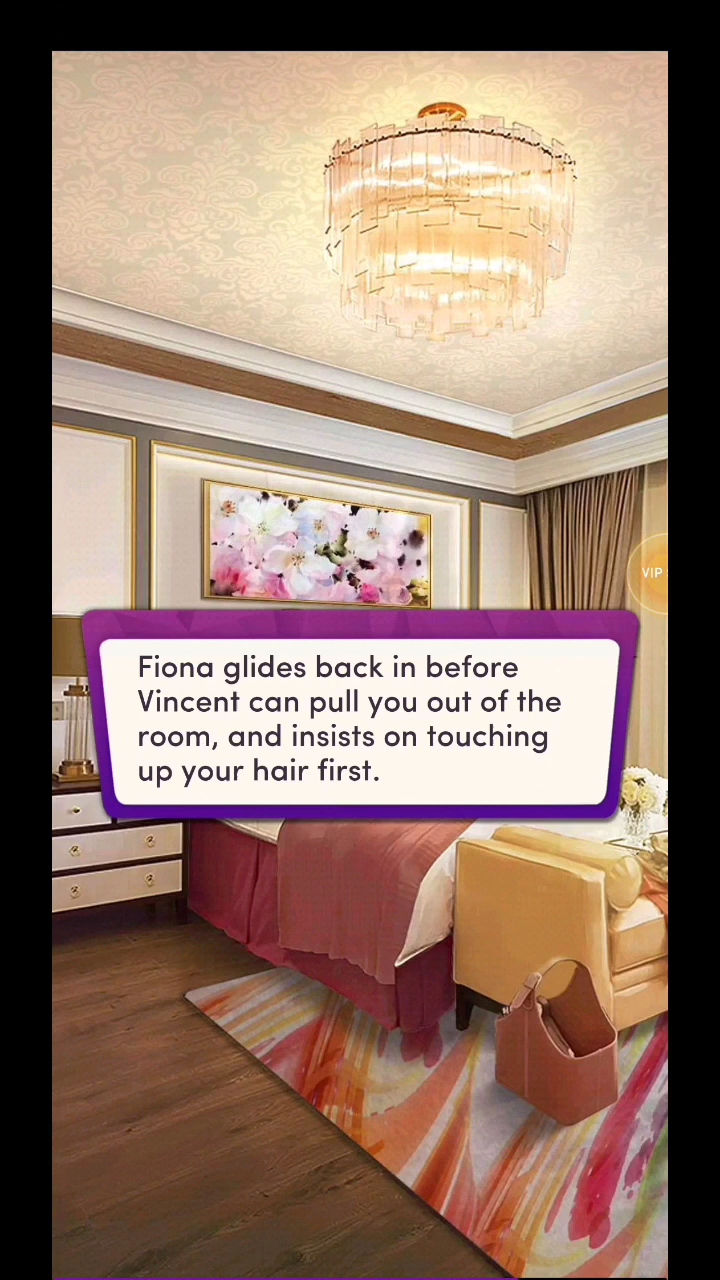 VIP
Fiona glides back in before
Vincent can pull you out of the
room, and insists on touching
up your hair first.